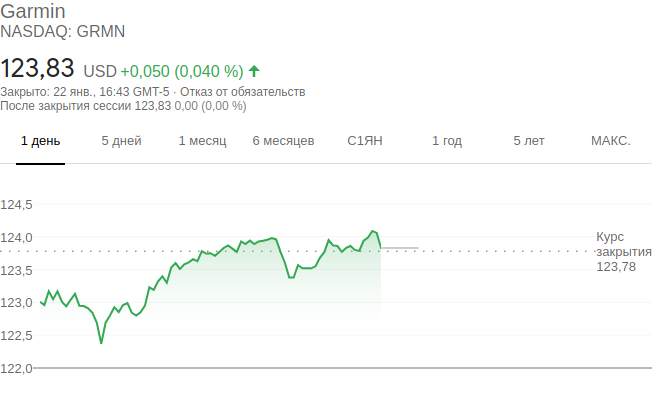 Garmin
NASDAQ: GRMN
123,83 USD +0,050 (0,040 %)
Закрыто: 22 янв., 16:43 GMT-5 · Отказ от обязательств
После закрытия сессии 123,83 0,00 (0,00 %)
1 день 5 дней 1 месяц 6 месяцев С1ЯН 1 год 5 лет МАКС.
124,5
124,0
123,5
123,0
122,5
122,0
Курс
закрытия
123,78